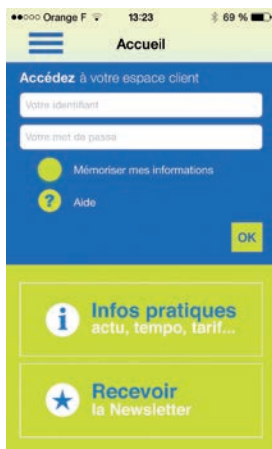 ●●○○○ Orange F 13:23 69 %
Accueil
Accédez à votre espace client
Votre identifiant
Votre mot de passe
Mémoriser mes informations
? Aide
OK
i Infos pratiques
actu, tempo, tarif...
Recevoir
la Newsletter